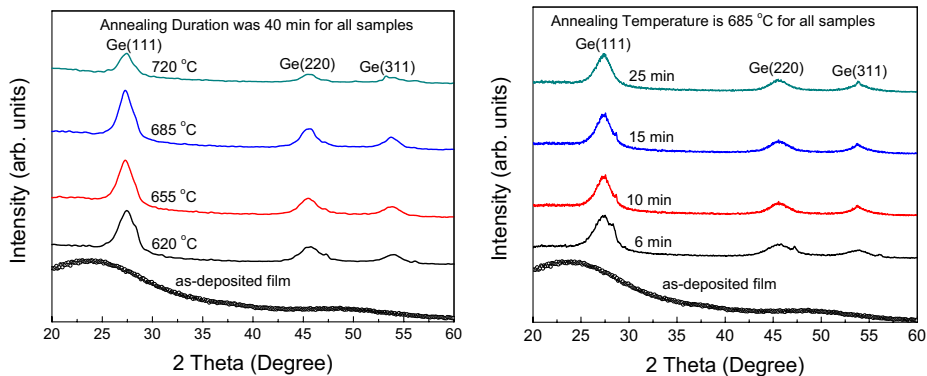 Annealing Duration was 40 min for all samples
Ge(111)
720 °C
Ge(220)
Ge(311)
685 °C
655 °C
620 °C
as-deposited film
Intensity (arb. units)
20 25 30 35 40 45 50 55 60
2 Theta (Degree)
Annealing Temperature is 685 °C for all samples
Ge(111)
25 min
Ge(220)
Ge(311)
15 min
10 min
6 min
as-deposited film
Intensity (arb. units)
20 25 30 35 40 45 50 55 60
2 Theta (Degree)